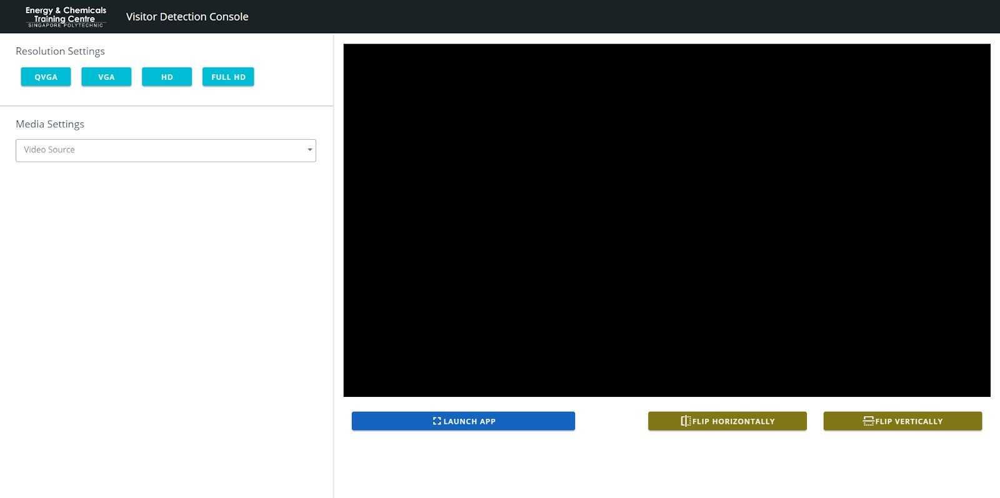 Energy & Chemicals
Training Centre
SINGAPORE POLYTECHNIC
Visitor Detection Console
Resolution Settings
QVGA
VGA
HD
FULL HD
Media Settings
Video Source
LAUNCH APP
FLIP HORIZONTALLY
FLIP VERTICALLY